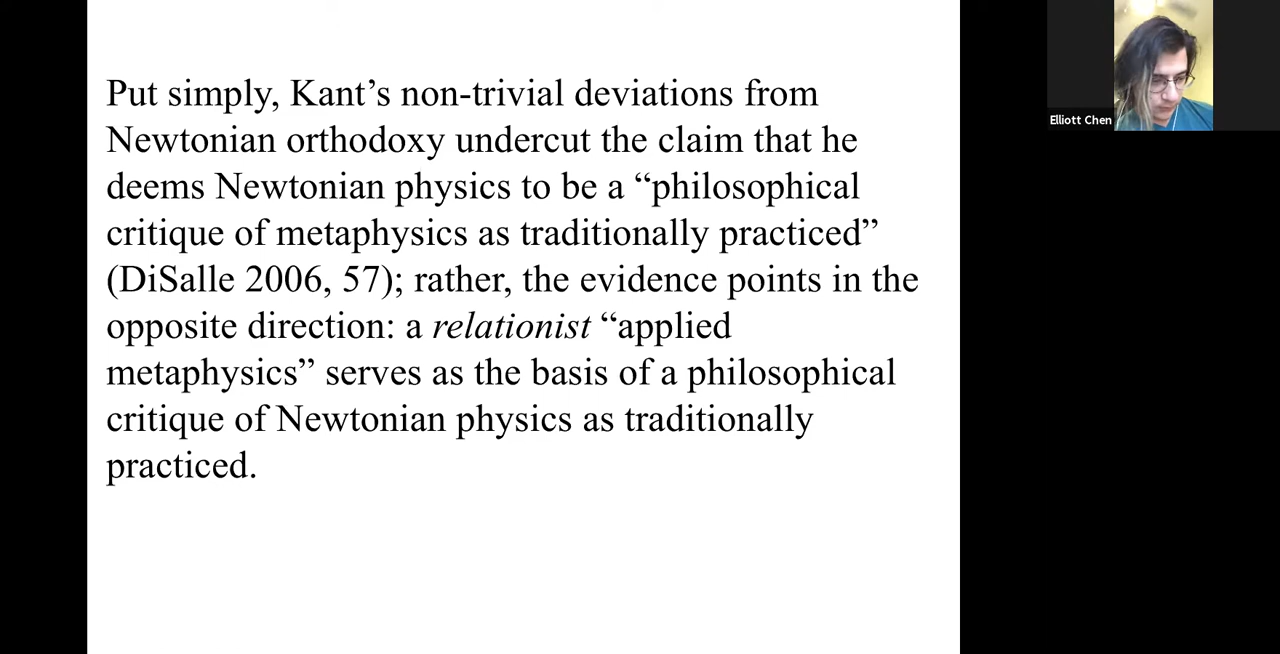 Put simply, Kant’s non-trivial deviations from
Newtonian orthodoxy undercut the claim that he
deems Newtonian physics to be a “philosophical
critique of metaphysics as traditionally practiced”
(DiSalle 2006, 57); rather, the evidence points in the
opposite direction: a relationist “applied
metaphysics” serves as the basis of a philosophical
critique of Newtonian physics as traditionally
practiced.
Elliott Chen